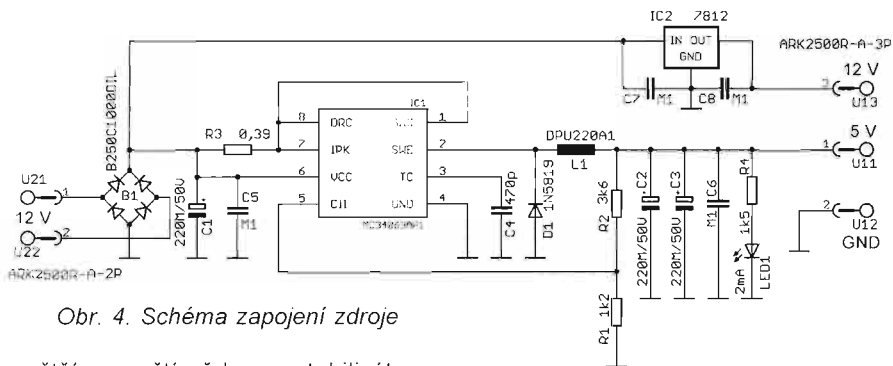 IC2 7812
IN OUT
GND
ARK2500R-A-3P
12 V
3
U13
C7 M1
C8 M1
B250C1000DIL
R3 0,39
IC1
8 DRC
7 IPK
6 VCC
5 CII
1
SWE 2
TC 3
GND 4
MC34063AP1
DPU220A1
L1
5 V
1
U11
U21
1
B1
12 V
U22
2
ARK2500R-A-2P
220M/50V
C1
C5
M1
C4 470p
D1 1N5819
R2 3k6
R1 1k2
220M/50V C2
220M/50V C3
M1 C6
R4
1k5
2mA
LED1
2
U12
GND
Obr. 4. Schéma zapojení zdroje